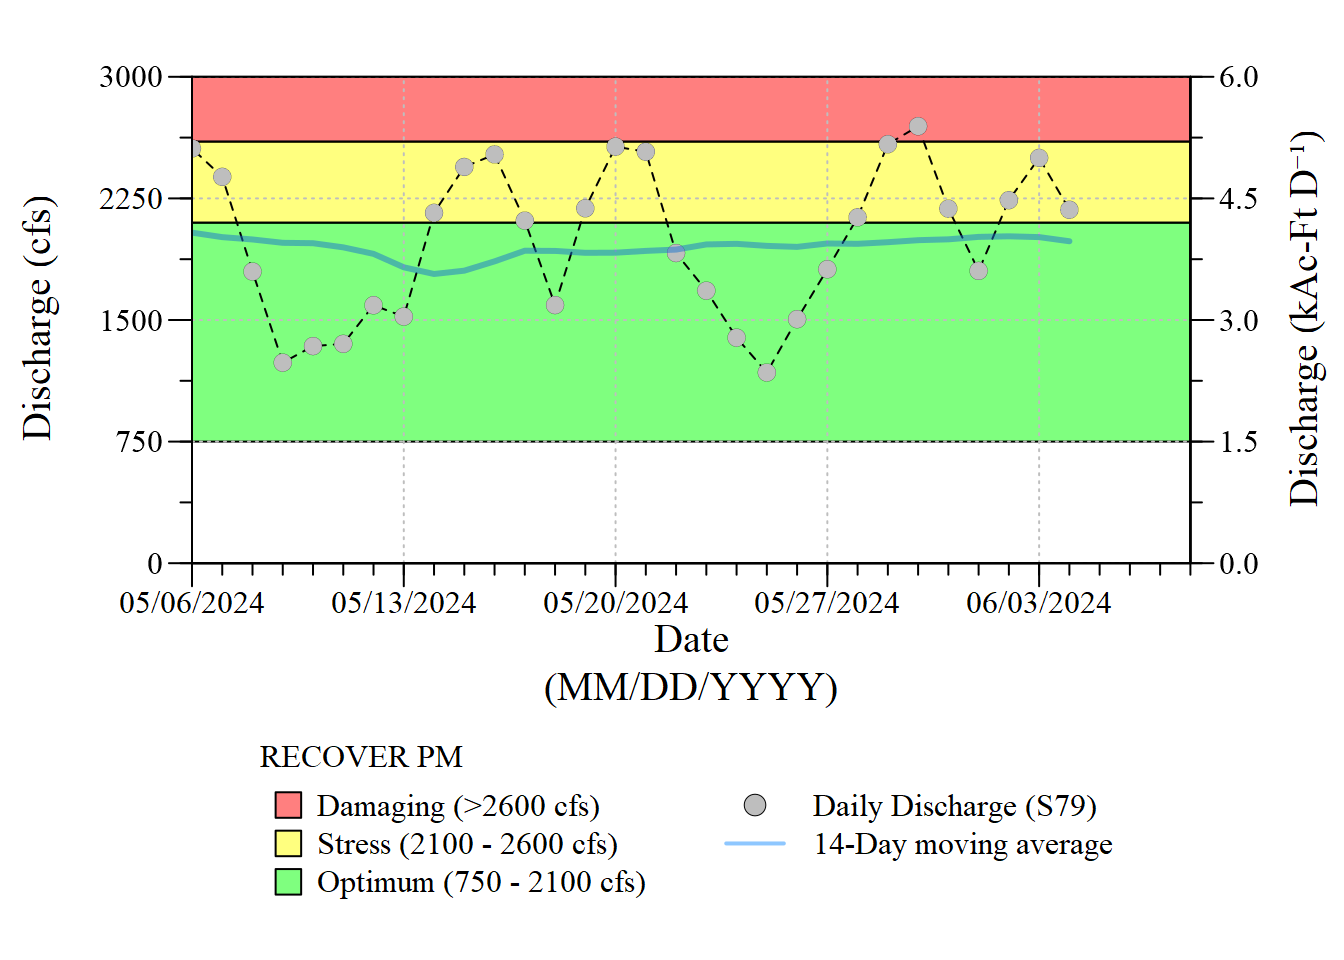 3000
2250
1500
750
0
Discharge (cfs)
6.0
4.5
3.0
1.5
0.0
Discharge (kAc-Ft D⁻¹)
05/06/2024 05/13/2024 05/20/2024 05/27/2024 06/03/2024
Date
(MM/DD/YYYY)
RECOVER PM
Damaging (>2600 cfs)
Stress (2100 - 2600 cfs)
Optimum (750 - 2100 cfs)
Daily Discharge (S79)
14-Day moving average